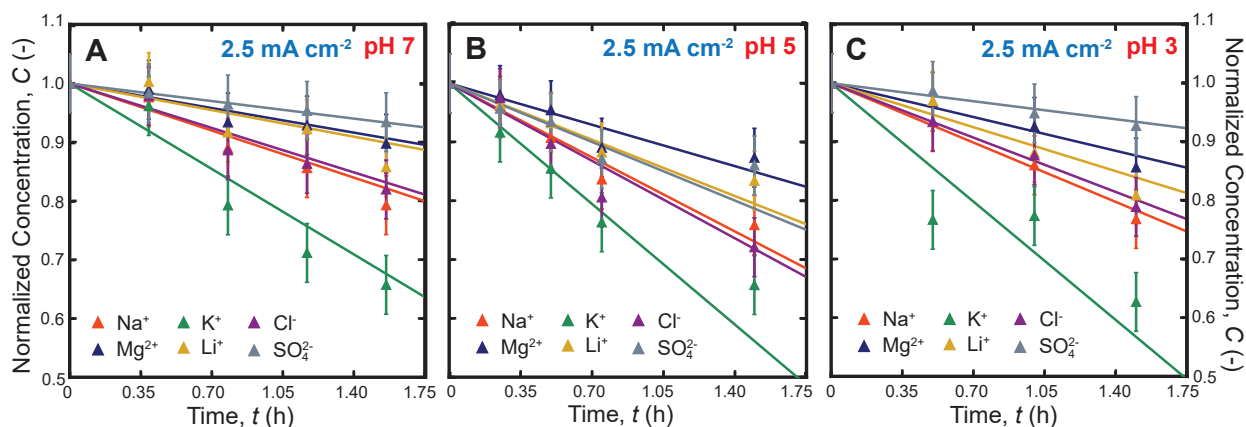 A 2.5 mA cm⁻² pH 7
B 2.5 mA cm⁻² pH 5
C 2.5 mA cm⁻² pH 3
Normalized Concentration, C (-)
1.1
1.0
0.9
0.8
0.7
0.6
0.5
Na⁺ K⁺ Cl⁻
Mg²⁺ Li⁺ SO₄²⁻
0 0.35 0.70 1.05 1.40 1.75
Time, t (h)
Na⁺ K⁺ Cl⁻
Mg²⁺ Li⁺ SO₄²⁻
0 0.35 0.70 1.05 1.40 1.75
Time, t (h)
Na⁺ K⁺ Cl⁻
Mg²⁺ Li⁺ SO₄²⁻
0 0.35 0.70 1.05 1.40 1.75
Time, t (h)
1.1
1.0
0.9
0.8
0.7
0.6
0.5
Normalized Concentration, C (-)